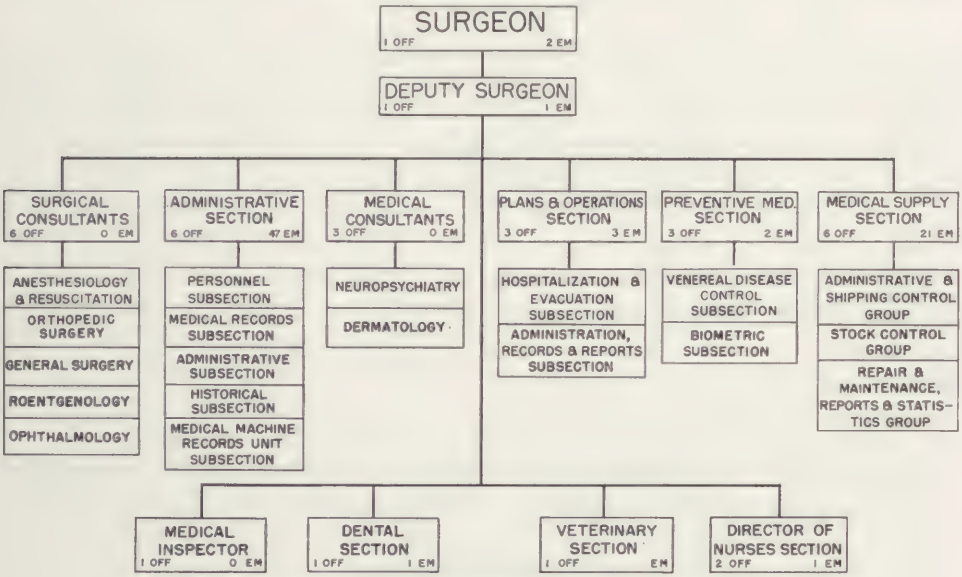 SURGEON
1 OFF 2 EM
DEPUTY SURGEON
1 OFF 1 EM
SURGICAL
CONSULTANTS
6 OFF 0 EM
ANESTHESIOLOGY
& RESUSCITATION
ORTHOPEDIC
SURGERY
GENERAL SURGERY
ROENTGENOLOGY
OPHTHALMOLOGY
ADMINISTRATIVE
SECTION
6 OFF 47 EM
PERSONNEL
SUBSECTION
MEDICAL RECORDS
SUBSECTION
ADMINISTRATIVE
SUBSECTION
HISTORICAL
SUBSECTION
MEDICAL MACHINE
RECORDS UNIT
SUBSECTION
MEDICAL
CONSULTANTS
3 OFF 0 EM
NEUROPSYCHIATRY
DERMATOLOGY
PLANS & OPERATIONS
SECTION
3 OFF 3 EM
HOSPITALIZATION &
EVACUATION
SUBSECTION
ADMINISTRATION,
RECORDS & REPORTS
SUBSECTION
PREVENTIVE MED.
SECTION
3 OFF 2 EM
VENEREAL DISEASE
CONTROL
SUBSECTION
BIOMETRIC
SUBSECTION
MEDICAL SUPPLY
SECTION
6 OFF 21 EM
ADMINISTRATIVE &
SHIPPING CONTROL
GROUP
STOCK CONTROL
GROUP
REPAIR &
MAINTENANCE,
REPORTS & STATIS-
TICS GROUP
MEDICAL
INSPECTOR
1 OFF 0 EM
DENTAL
SECTION
1 OFF 1 EM
VETERINARY
SECTION
1 OFF EM
DIRECTOR OF
NURSES SECTION
2 OFF 1 EM